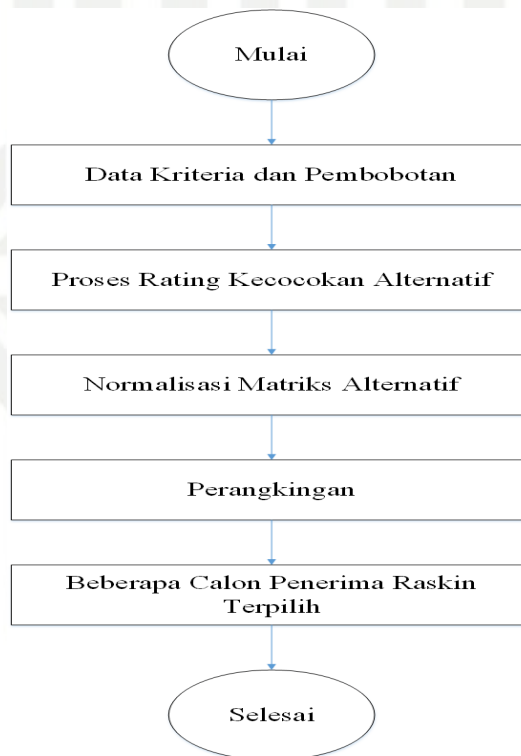 Mulai
Data Kriteria dan Pembobotan
Proses Rating Kecocokan Alternatif
Normalisasi Matriks Alternatif
Perangkingan
Beberapa Calon Penerima Raskin
Terpilih
Selesai